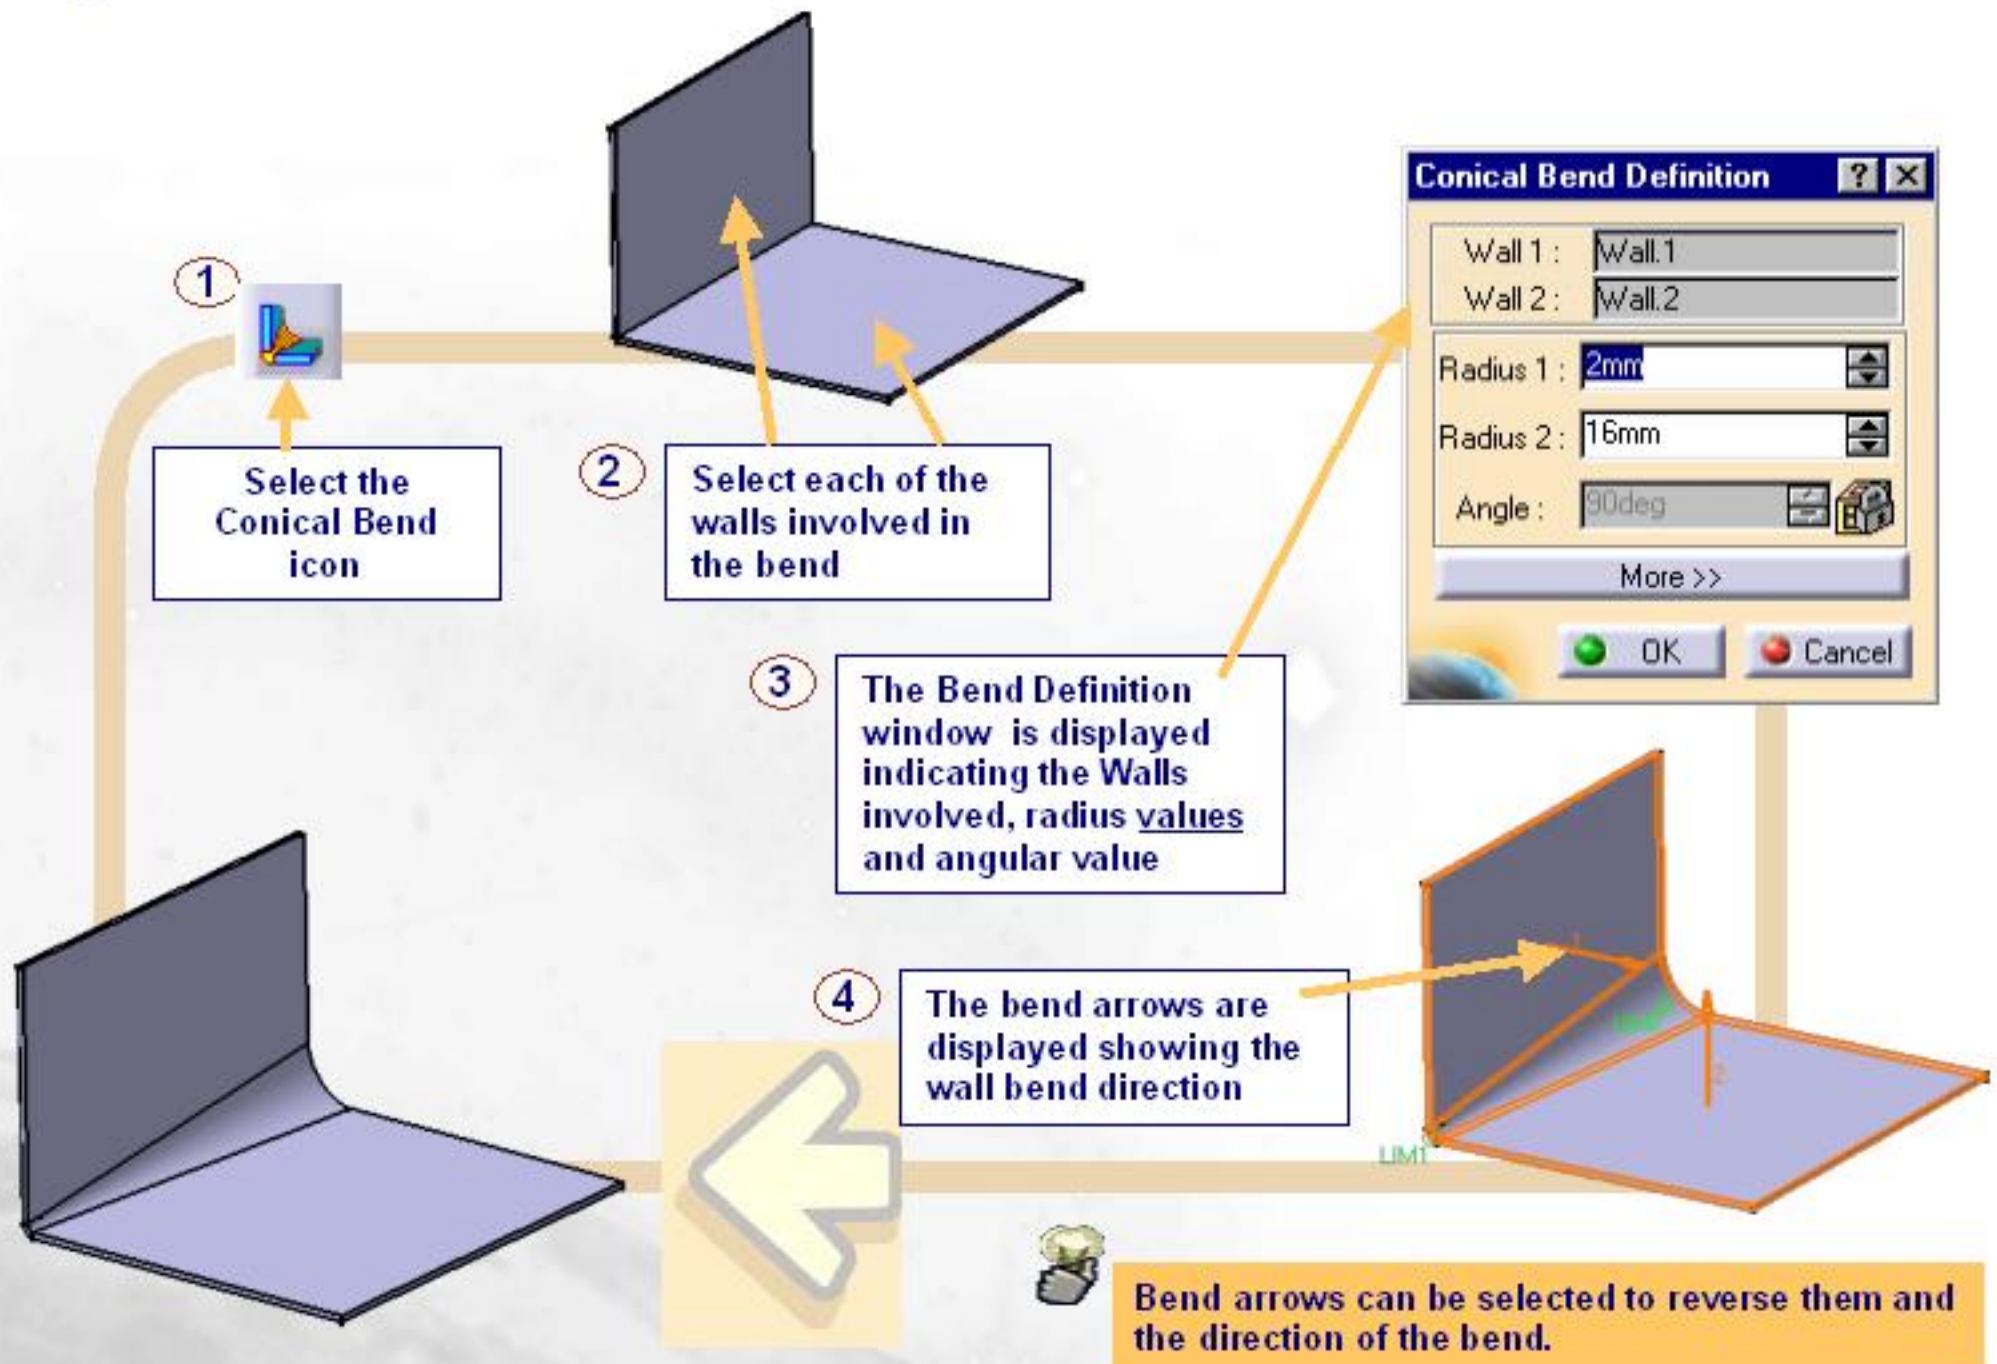 1
Select the
Conical Bend
icon
2
Select each of the
walls involved in
the bend
Conical Bend Definition
Wall 1 : Wall.1
Wall 2 : Wall.2
Radius 1 : 2mm
Radius 2 : 16mm
Angle : 90deg
More >>
OK Cancel
3
The Bend Definition
window is displayed
indicating the Walls
involved, radius values
and angular value
4
The bend arrows are
displayed showing the
wall bend direction
1
2
LIM1
Bend arrows can be selected to reverse them and
the direction of the bend.